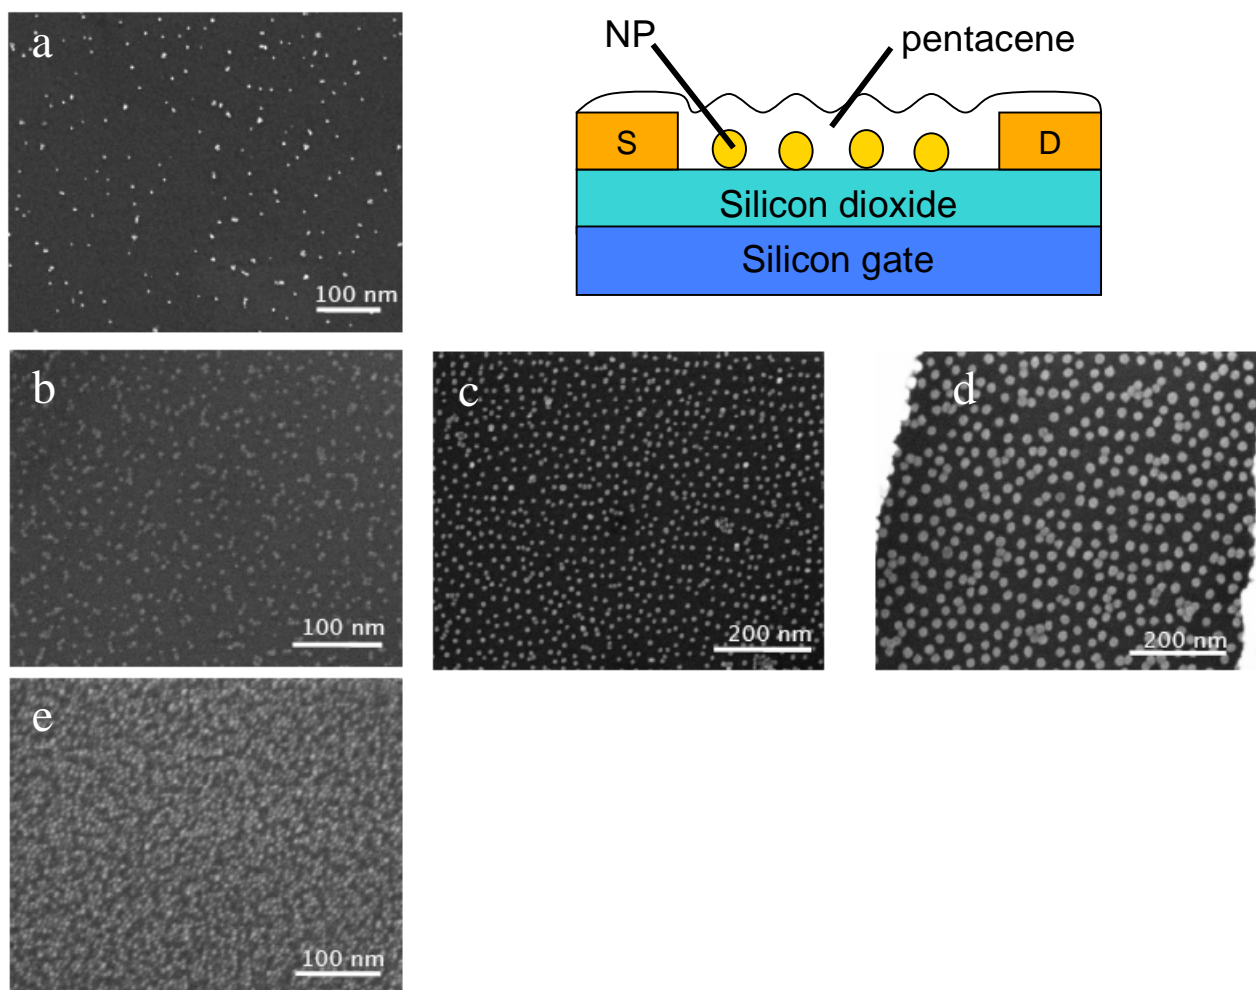 a
100 nm
NP
pentacene
S
D
Silicon dioxide
Silicon gate
b
100 nm
c
200 nm
d
200 nm
e
100 nm